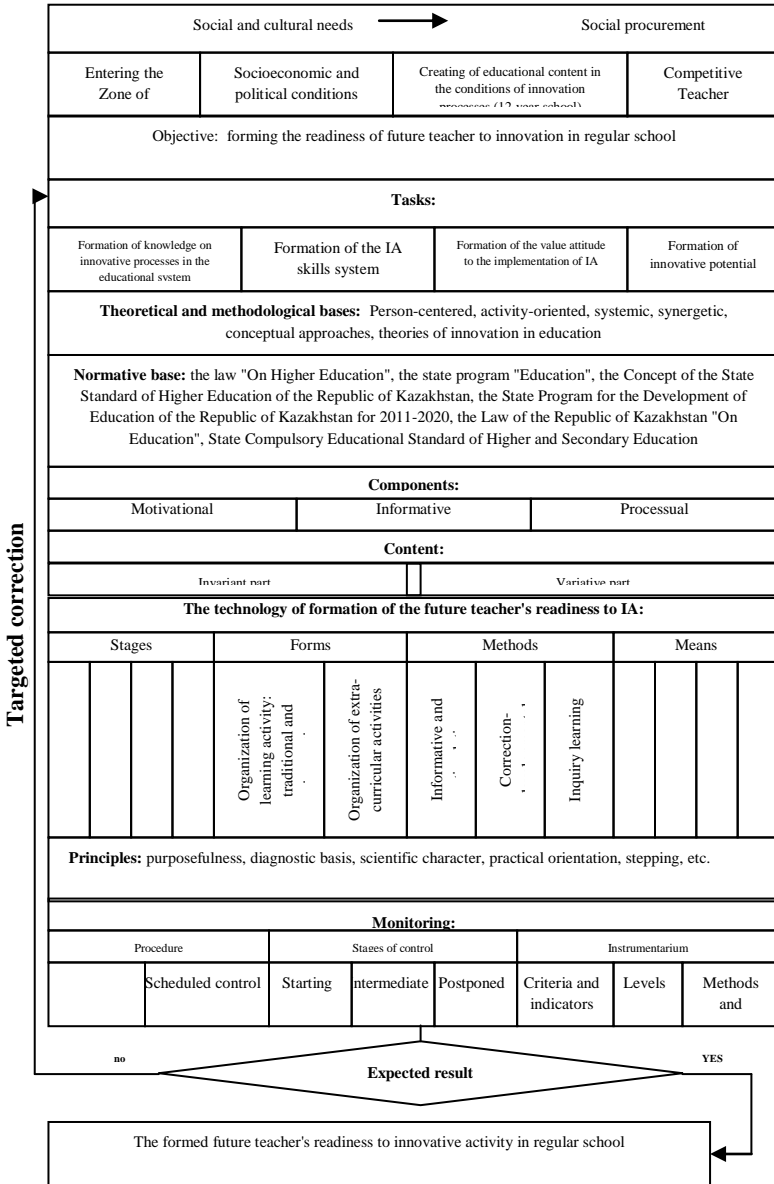 Social and cultural needs Social procurement
Entering the
Zone of
Socioeconomic and
political conditions
Creating of educational content in
the conditions of innovation
processes (12-year school)
Competitive
Teacher
Objective: forming the readiness of future teacher to innovation in regular school
Tasks:
Formation of knowledge on
innovative processes in the
educational system
Formation of the IA
skills system
Formation of the value attitude
to the implementation of IA
Formation of
innovative potential
Theoretical and methodological bases: Person-centered, activity-oriented, systemic, synergetic,
conceptual approaches, theories of innovation in education
Normative base: the law "On Higher Education", the state program "Education", the Concept of the State
Standard of Higher Education of the Republic of Kazakhstan, the State Program for the Development of
Education of the Republic of Kazakhstan for 2011-2020, the Law of the Republic of Kazakhstan "On
Education", State Compulsory Educational Standard of Higher and Secondary Education
Components:
Motivational Informative Processual
Content:
Invariant part Variative part
The technology of formation of the future teacher's readiness to IA:
Stages Forms Methods Means
Organization of
learning activity:
traditional and
Organization of extra-
curricular activities
Informative and
Correction-
Inquiry learning
Principles: purposefulness, diagnostic basis, scientific character, practical orientation, stepping, etc.
Monitoring:
Procedure Stages of control Instrumentarium
Scheduled control
Starting
Intermediate
Postponed
Criteria and
indicators
Levels
Methods
and
Targeted correction
no
YES
Expected result
The formed future teacher's readiness to innovative activity in regular school